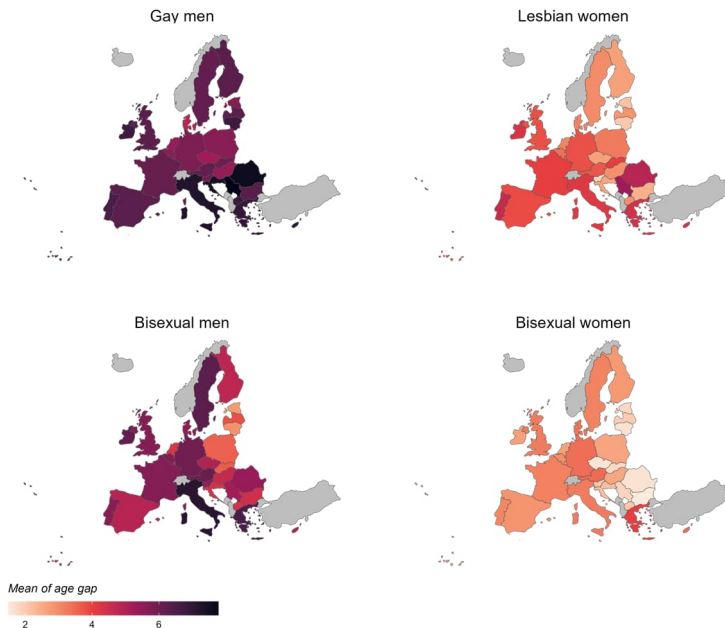 Gay men
Lesbian women
Bisexual men
Bisexual women
Mean of age gap
2 4 6